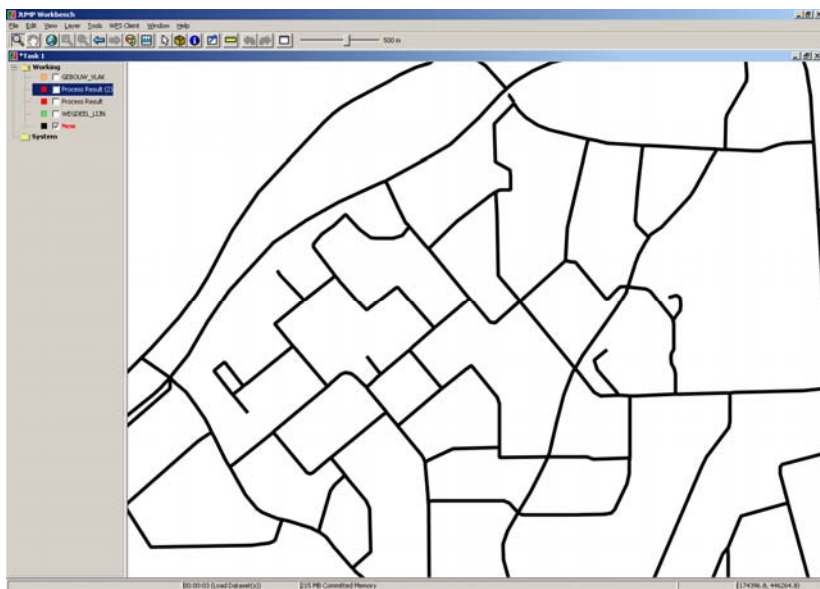 JUMP Workbench
File Edit View Layer Tools WPS Client Window Help
500 m
*Task 1
Working
GEBOUW_VLAK
Process Result (2)
Process Result
WEGDEEL_LIJN
New
System
00:00:03 (Load Dataset(s))
215 MB Committed Memory
(174396.8, 446264.8)